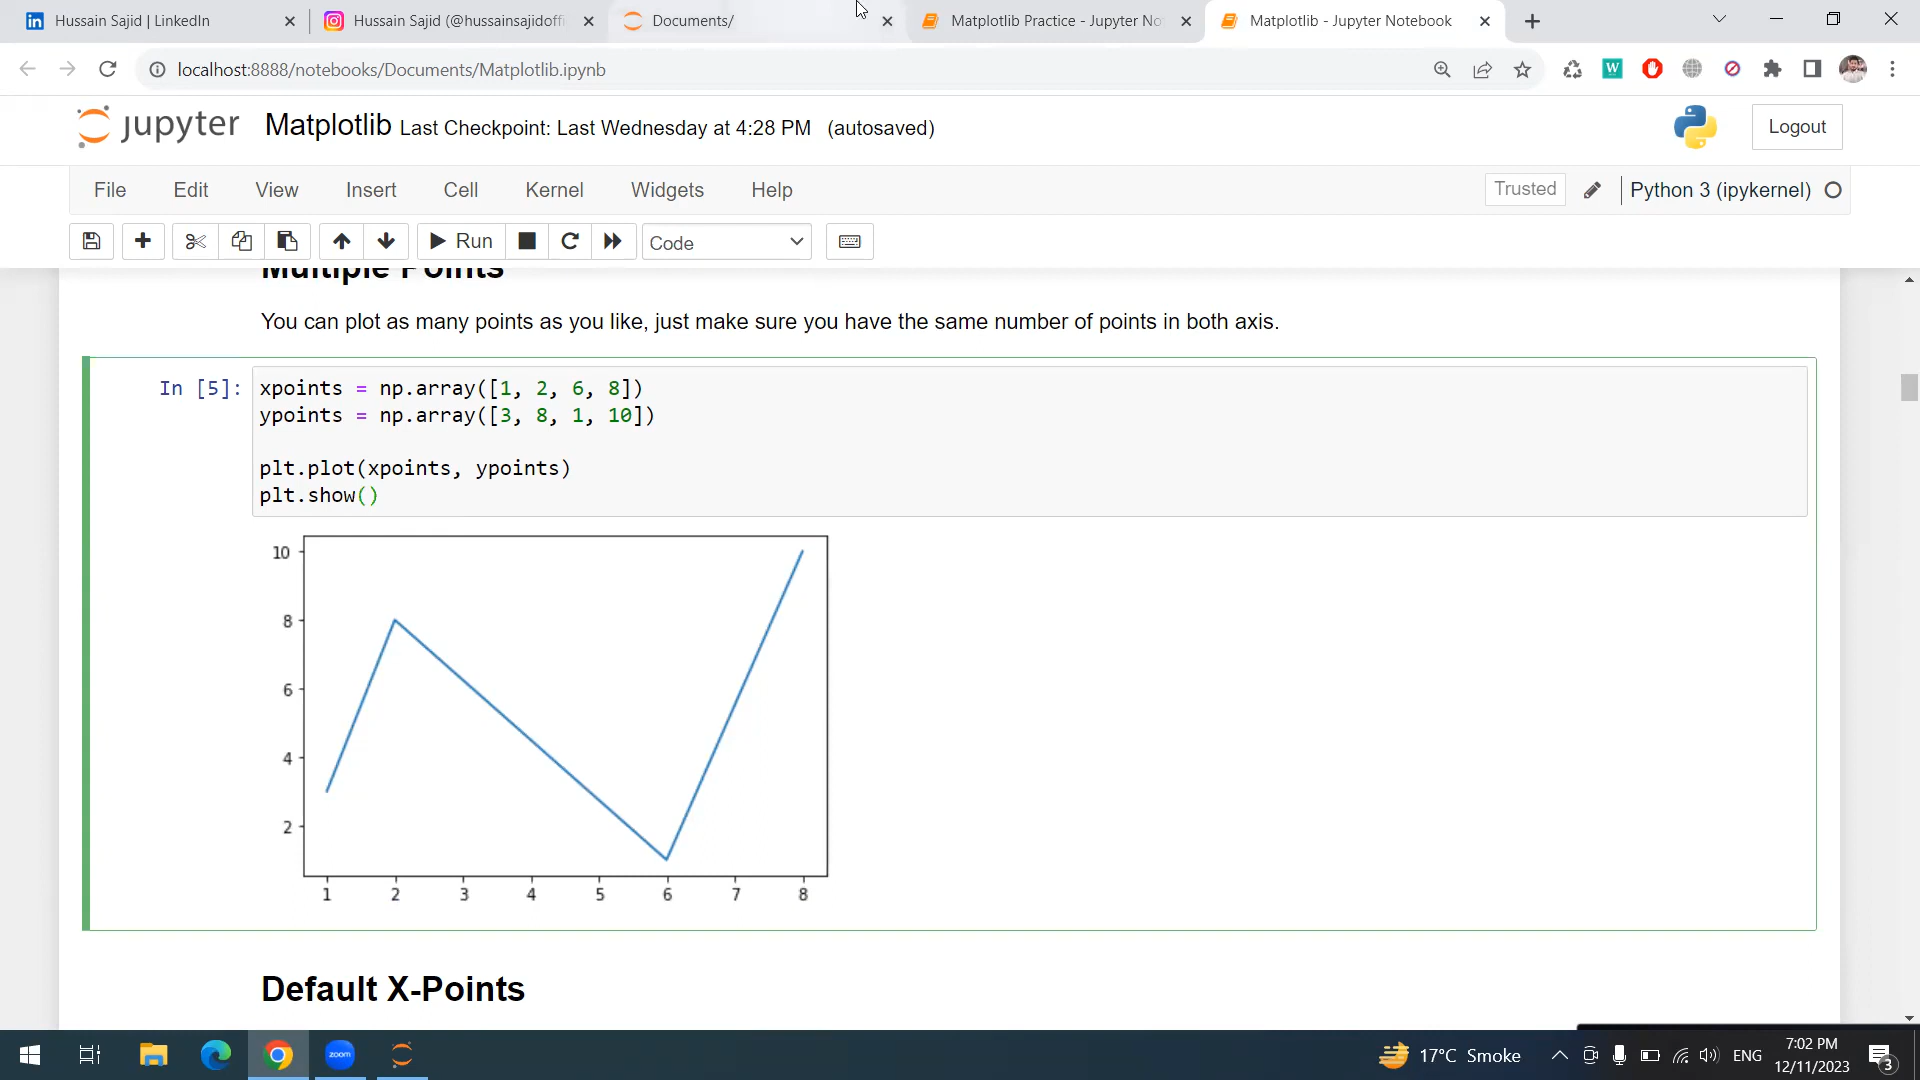 Hussain Sajid | LinkedIn
Hussain Sajid (@hussainsajidoffi
Documents/
Matplotlib Practice - Jupyter No
Matplotlib - Jupyter Notebook
localhost:8888/notebooks/Documents/Matplotlib.ipynb
jupyter Matplotlib Last Checkpoint: Last Wednesday at 4:28 PM (autosaved)
Logout
File Edit View Insert Cell Kernel Widgets Help
Trusted
Python 3 (ipykernel)
Run
Code
Multiple Points
You can plot as many points as you like, just make sure you have the same number of points in both axis.
In [5]:
xpoints = np.array([1, 2, 6, 8])
ypoints = np.array([3, 8, 1, 10])
plt.plot(xpoints, ypoints)
plt.show()
10
8
6
4
2
1 2 3 4 5 6 7 8
Default X-Points
zoom
17°C Smoke
ENG
7:02 PM
12/11/2023
3